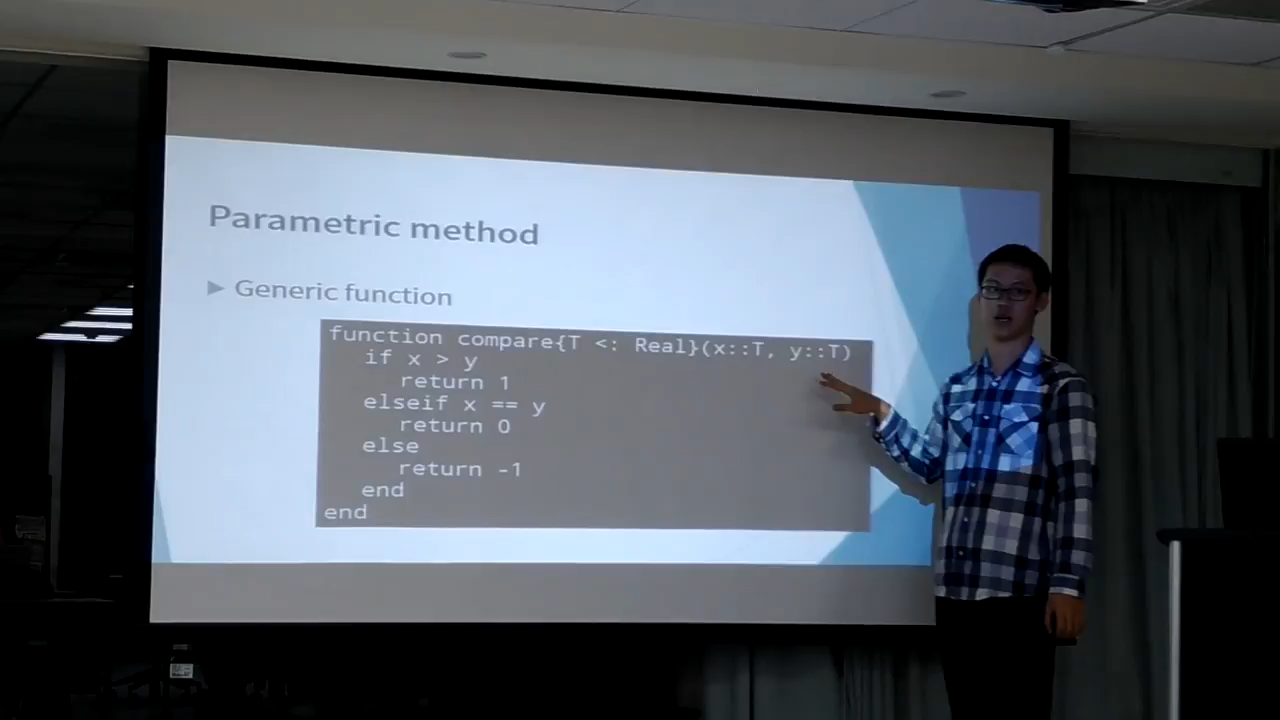 Parametric method
▶ Generic function
function compare{T <: Real}(x::T, y::T)
if x > y
return 1
elseif x == y
return 0
else
return -1
end
end